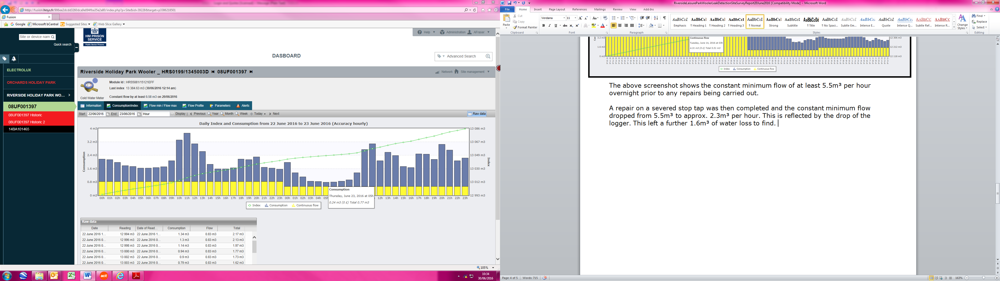 http://fusion.hrsys.fr/906ee2dcdd3260dca9e094fba35e2a80/index.php?p=Site&id=39228&target=p3386218501
Fusion
Google Microsoft bCentral Suggested Sites Web Slice Gallery
Site or device nam
Quick search
ELECTROLUX
ORCHARDS HOLIDAY PARK
RIVERSIDE HOLIDAY PARK WO...
08UF001397
08UF001397 Historic
08UF001397 Historic 2
14BA101465
HM PRISON
SERVICE
Public Sector Prisons
Help Administration AFraser
DASBOARD
Advanced Search
Riverside Holiday Park Wooler _ HRS0199/1345003D 08UF001397
Network Site management
Module Id : HRS5081/15121EFF
Last index 13 384.63 m3 (30/06/2016 12:14 am)
Cold Water Meter
Constant flow by at least 0.58 m3 on 29/06/2016
Information Consumption/index Flow min / Flow max Flow Profile Parameters Alerts
Start : 22/06/2016 End : 23/06/2016 Hour Display | Previous Year Month Week Today Next Raw data
Daily Index and Consumption from 22 June 2016 to 23 June 2016 (Accuracy hourly)
Consumption
4 m3
3.2 m3
2.4 m3
1.6 m3
0.8 m3
0 m3
13 086 m3
13 067 m3
13 049 m3
13 030 m3
13 012 m3
12 993 m3
Index
00h 01h 02h 03h 04h 05h 06h 07h 08h 09h 10h 11h 12h 13h 14h 15h 16h 17h 18h 19h 20h 21h 22h 23h 00h 01h 02h 03h 04h 05h 12h 13h 14h 15h 16h 17h 18h 19h 20h 21h 22h 23h
Consumption
Thursday, June 23, 2016 at 05h
0.24 m3 (0 £) Total 0.77 m3
Index Consumption Continuous flow
Raw data
Date Reading Date of Read... Consumption Flow Total
22 June 2016 1... 12 994 m3 22 June 2016 1... 1.34 m3 0.83 m3 2.17 m3
22 June 2016 0... 12 996 m3 22 June 2016 0... 1.3 m3 0.83 m3 2.13 m3
22 June 2016 0... 12 998 m3 22 June 2016 0... 1.14 m3 0.83 m3 1.97 m3
22 June 2016 0... 13 000 m3 22 June 2016 0... 0.94 m3 0.83 m3 1.77 m3
22 June 2016 0... 13 002 m3 22 June 2016 0... 0.9 m3 0.83 m3 1.73 m3
22 June 2016 0... 13 003 m3 22 June 2016 0... 0.79 m3 0.83 m3 1.62 m3
105%
act!
10:34
30/06/2016
RiversideLeisureParkWoolerLeakDetectionSiteSurveyReport20June2016 [Compatibility Mode] - Microsoft Word
File Home Insert Page Layout References Mailings Review View Add-Ins
Paste
Cut
Copy
Format Painter
Clipboard
Verdana 11
Font
Paragraph
Emphasis ¶ Heading 1 ¶ Heading 2 ¶ Heading 3 ¶ Normal Strong Subtitle ¶ Title ¶ No Spaci... Subtle Em... Intense E... Quote Intense Q... Subtle Ref... Intense R...
Change
Styles
Styles
Find
Replace
Select
Editing
3.2 m3
1.6 m3
0 m3
Continuous flow
Tuesday, June 14, 2016 at 03h
4.31 m3 (0 £) Total 5.51 m3
12 306 m3
12 212 m3
12 118 m3
Index Consumption Continuous flow
The above screenshot shows the constant minimum flow of at least 5.5m³ per hour
overnight prior to any repairs being carried out.
A repair on a severed stop tap was then completed and the constant minimum flow
dropped from 5.5m³ to approx. 2.3m³ per hour. This is reflected by the drop of the
logger. This left a further 1.6m³ of water loss to find.
Page: 4 of 5 Words: 715
163%